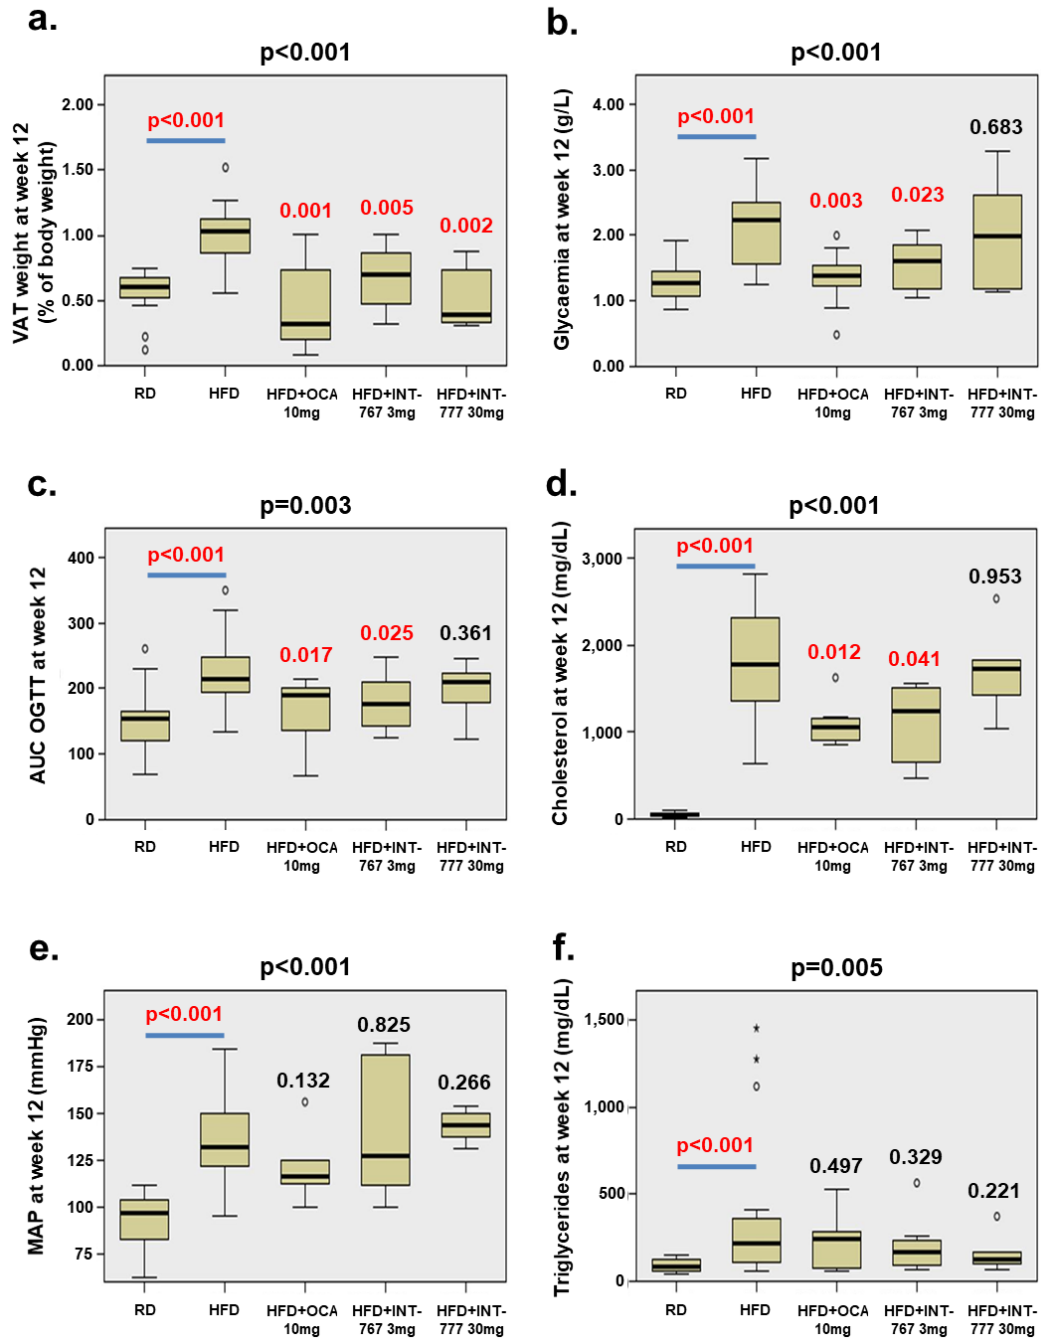 a.
p<0.001
VAT weight at week 12
(% of body weight)
2.00
1.50
1.00
0.50
0.00
p<0.001
0.001
0.005
0.002
RD
HFD
HFD+OCA
10mg
HFD+INT-
767 3mg
HFD+INT-
777 30mg
b.
p<0.001
Glycaemia at week 12 (g/L)
4.00
3.00
2.00
1.00
0.00
p<0.001
0.003
0.023
0.683
RD
HFD
HFD+OCA
10mg
HFD+INT-
767 3mg
HFD+INT-
777 30mg
c.
p=0.003
AUC OGTT at week 12
400
300
200
100
0
p<0.001
0.017
0.025
0.361
RD
HFD
HFD+OCA
10mg
HFD+INT-
767 3mg
HFD+INT-
777 30mg
d.
p<0.001
Cholesterol at week 12 (mg/dL)
3,000
2,000
1,000
0
p<0.001
0.012
0.041
0.953
RD
HFD
HFD+OCA
10mg
HFD+INT-
767 3mg
HFD+INT-
777 30mg
e.
p<0.001
MAP at week 12 (mmHg)
200
175
150
125
100
75
p<0.001
0.132
0.825
0.266
RD
HFD
HFD+OCA
10mg
HFD+INT-
767 3mg
HFD+INT-
777 30mg
f.
p=0.005
Triglycerides at week 12 (mg/dL)
1,500
1,000
500
0
p<0.001
0.497
0.329
0.221
RD
HFD
HFD+OCA
10mg
HFD+INT-
767 3mg
HFD+INT-
777 30mg